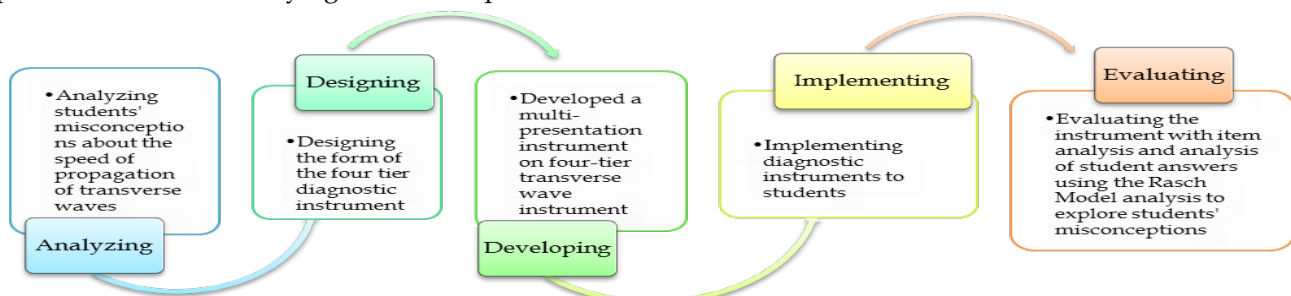 •Analyzing
students'
misconceptio
ns about the
speed of
propagation
of transverse
waves
Analyzing
Designing
•Designing
the form of
the four tier
diagnostic
instrument
•Developed a
multi-
presentation
instrument
on four-tier
transverse
wave
instrument
Developing
Implementing
•Implementing
diagnostic
instruments to
students
Evaluating
•Evaluating the
instrument with item
analysis and analysis
of student answers
using the Rasch
Model analysis to
explore students'
misconceptions